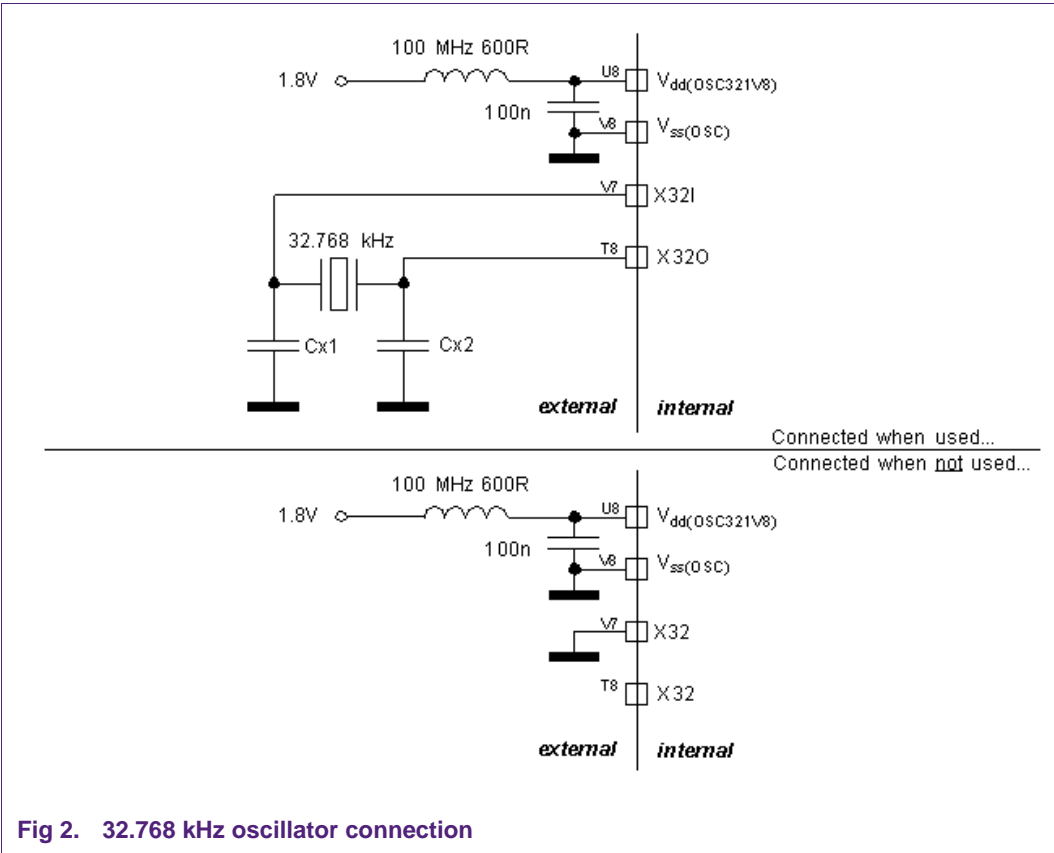 100 MHz 600R
1.8V
U8
Vdd(OSC321V8)
100n
V8
Vss(OSC)
V7
X32I
32.768 kHz
T8
X32O
Cx1
Cx2
external
internal
Connected when used...
Connected when not used...
100 MHz 600R
1.8V
U8
Vdd(OSC321V8)
100n
V8
Vss(OSC)
V7
X32
T8
X32
external
internal
Fig 2. 32.768 kHz oscillator connection